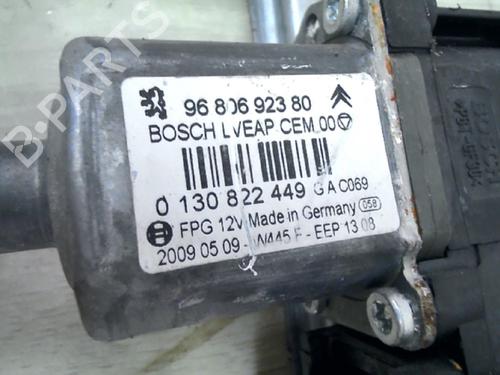 96 806 923 80
BOSCH LVEAP CEM 00
0 130 822 449 GA C069
FPG 12V Made in Germany 058
2009 05 09 - W445 F - EEP 13 08
B-PARTS